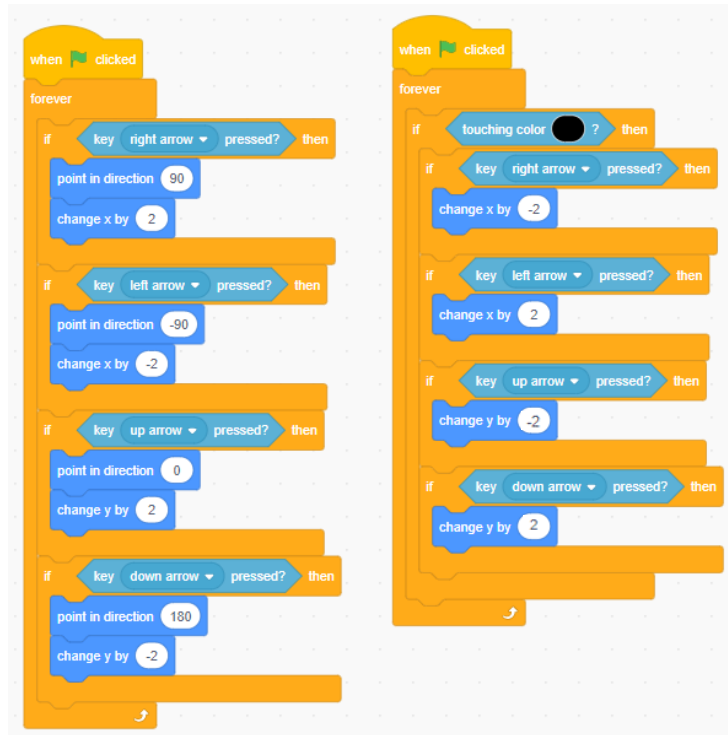 when clicked
forever
if key right arrow pressed? then
point in direction 90
change x by 2
if key left arrow pressed? then
point in direction -90
change x by -2
if key up arrow pressed? then
point in direction 0
change y by 2
if key down arrow pressed? then
point in direction 180
change y by -2
when clicked
forever
if touching color ? then
if key right arrow pressed? then
change x by -2
if key left arrow pressed? then
change x by 2
if key up arrow pressed? then
change y by -2
if key down arrow pressed? then
change y by 2